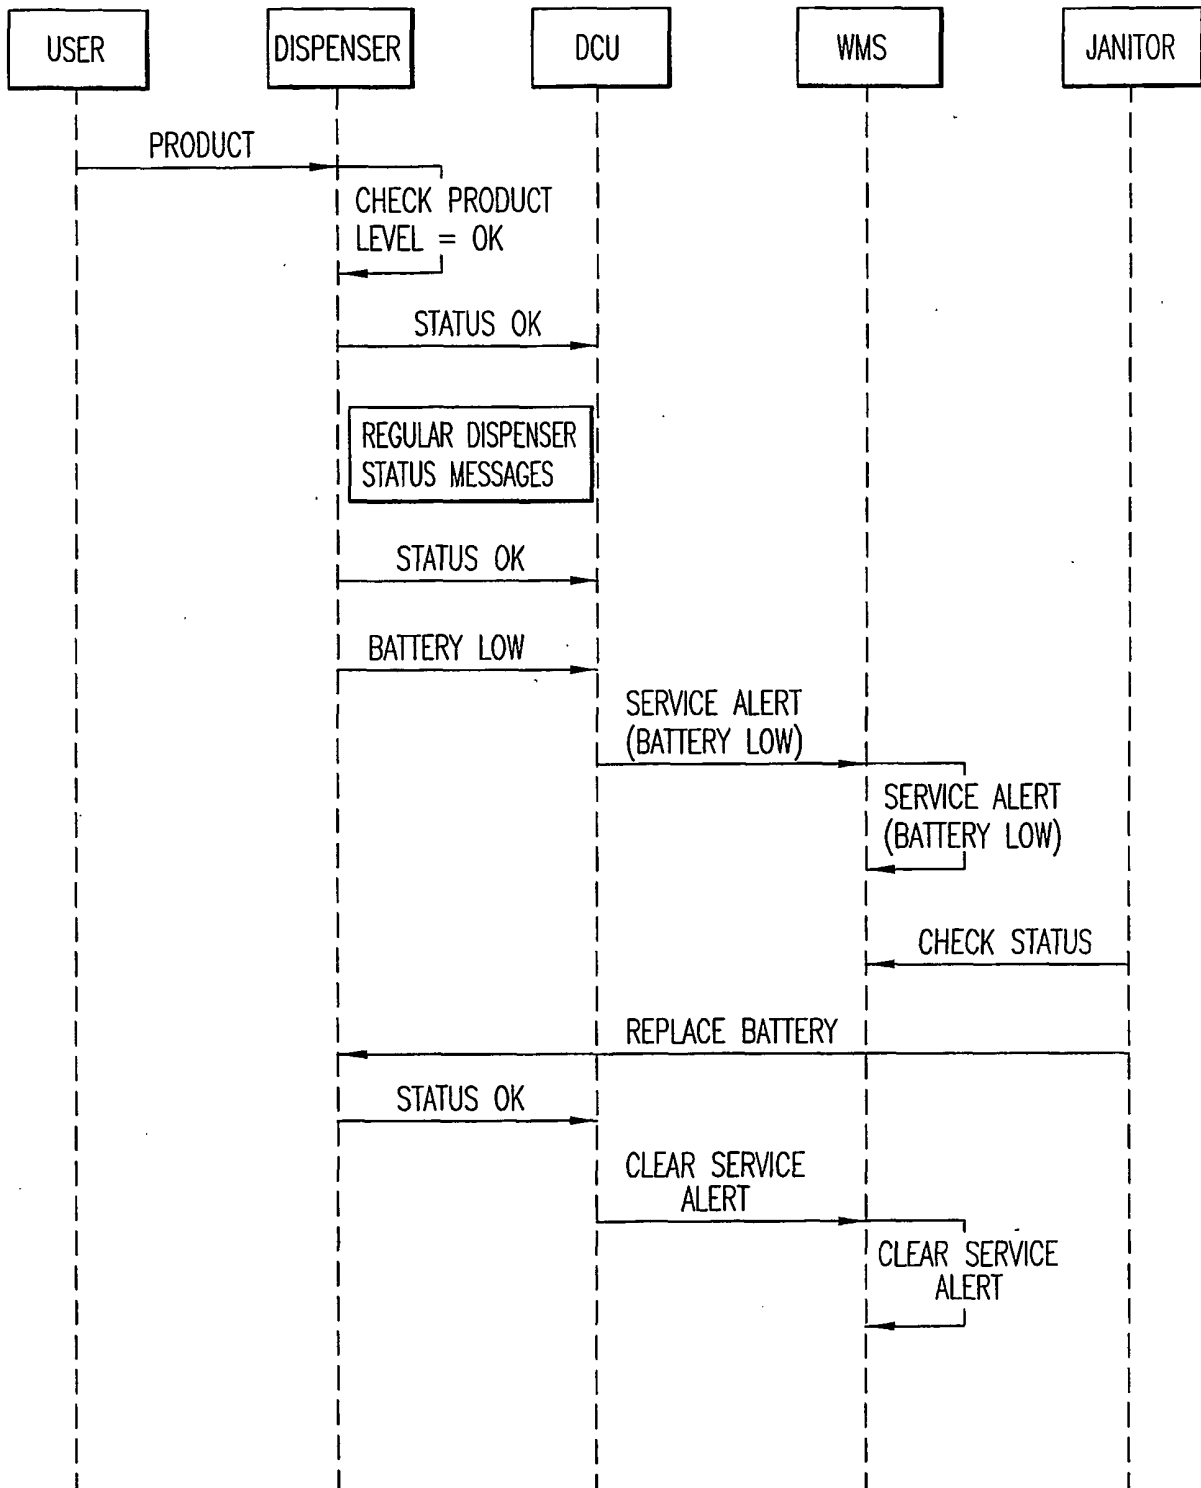 USER
DISPENSER
DCU
WMS
JANITOR
PRODUCT
CHECK PRODUCT
LEVEL = OK
STATUS OK
REGULAR DISPENSER
STATUS MESSAGES
STATUS OK
BATTERY LOW
SERVICE ALERT
(BATTERY LOW)
SERVICE ALERT
(BATTERY LOW)
CHECK STATUS
REPLACE BATTERY
STATUS OK
CLEAR SERVICE
ALERT
CLEAR SERVICE
ALERT